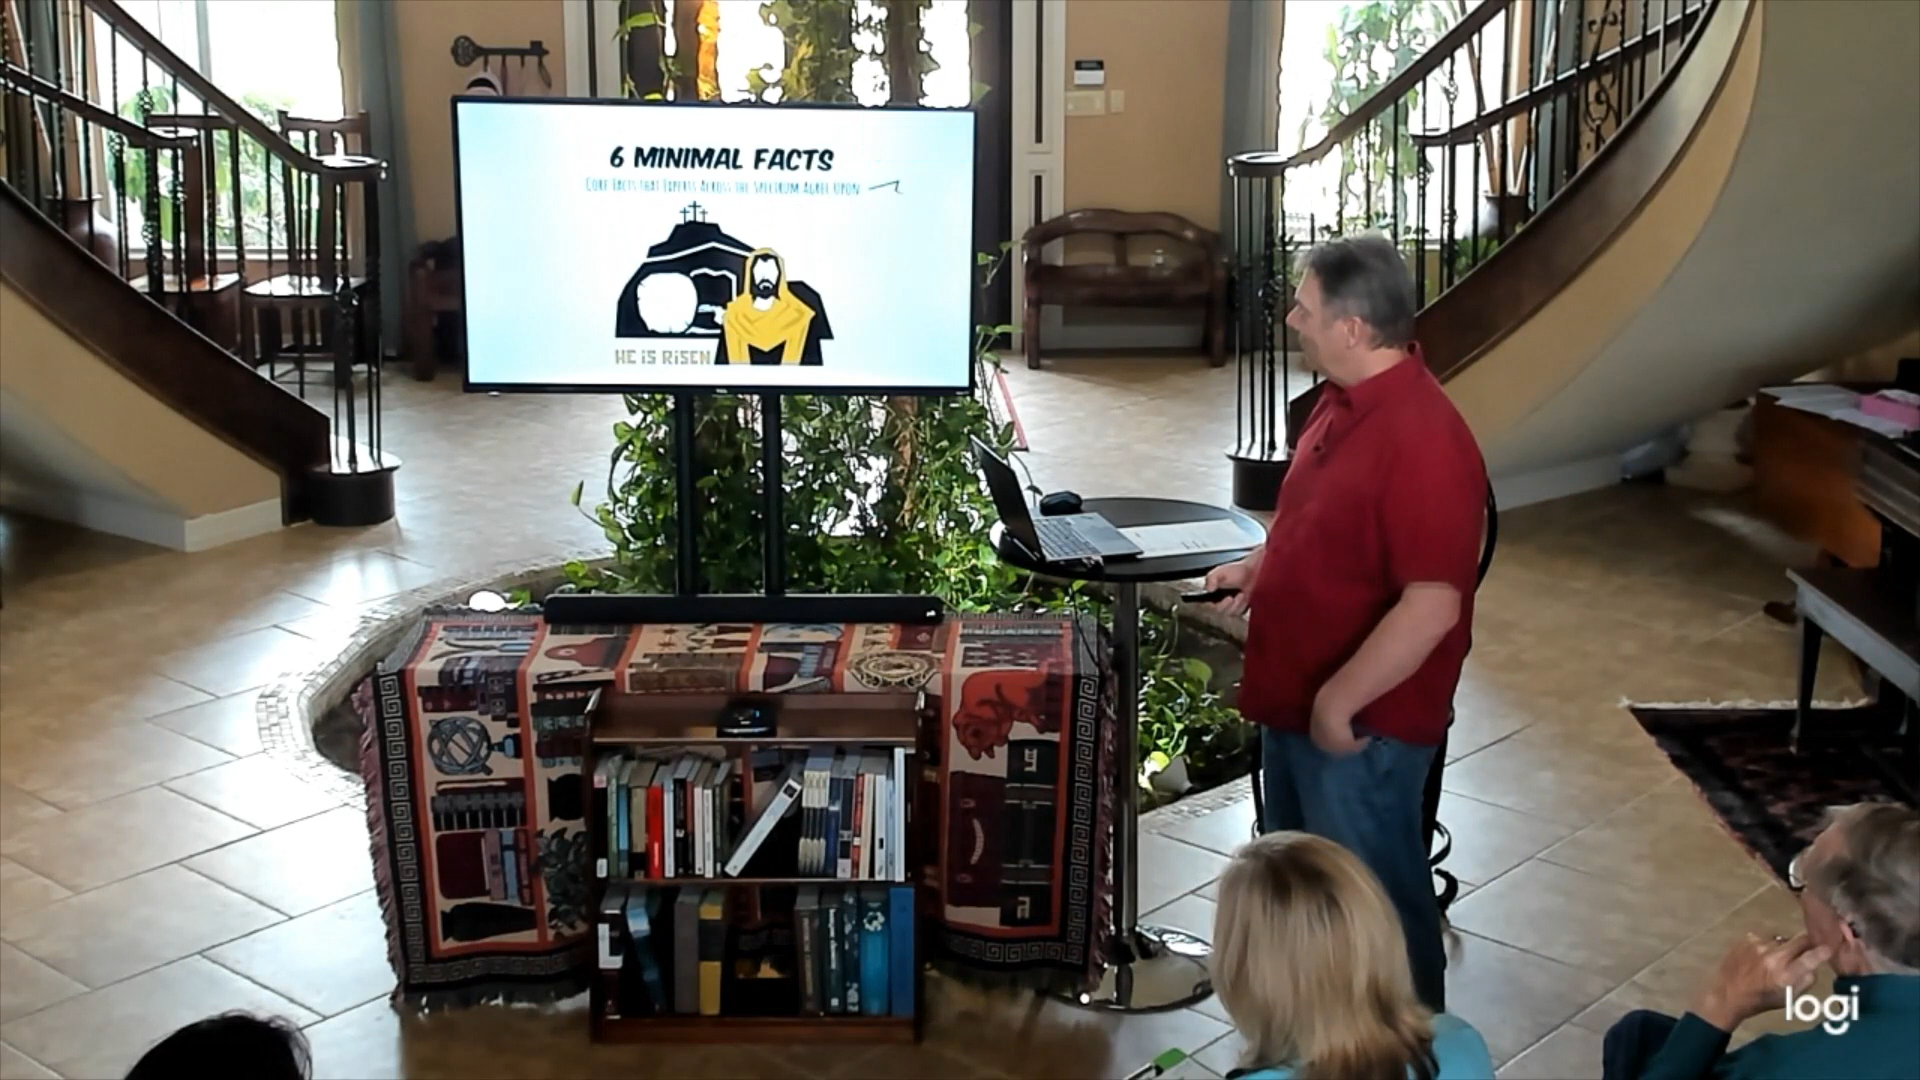 6 MINIMAL FACTS
CORE FACTS THAT EXPERTS ACROSS THE SPECTRUM AGREE UPON
HE IS RISEN
logi